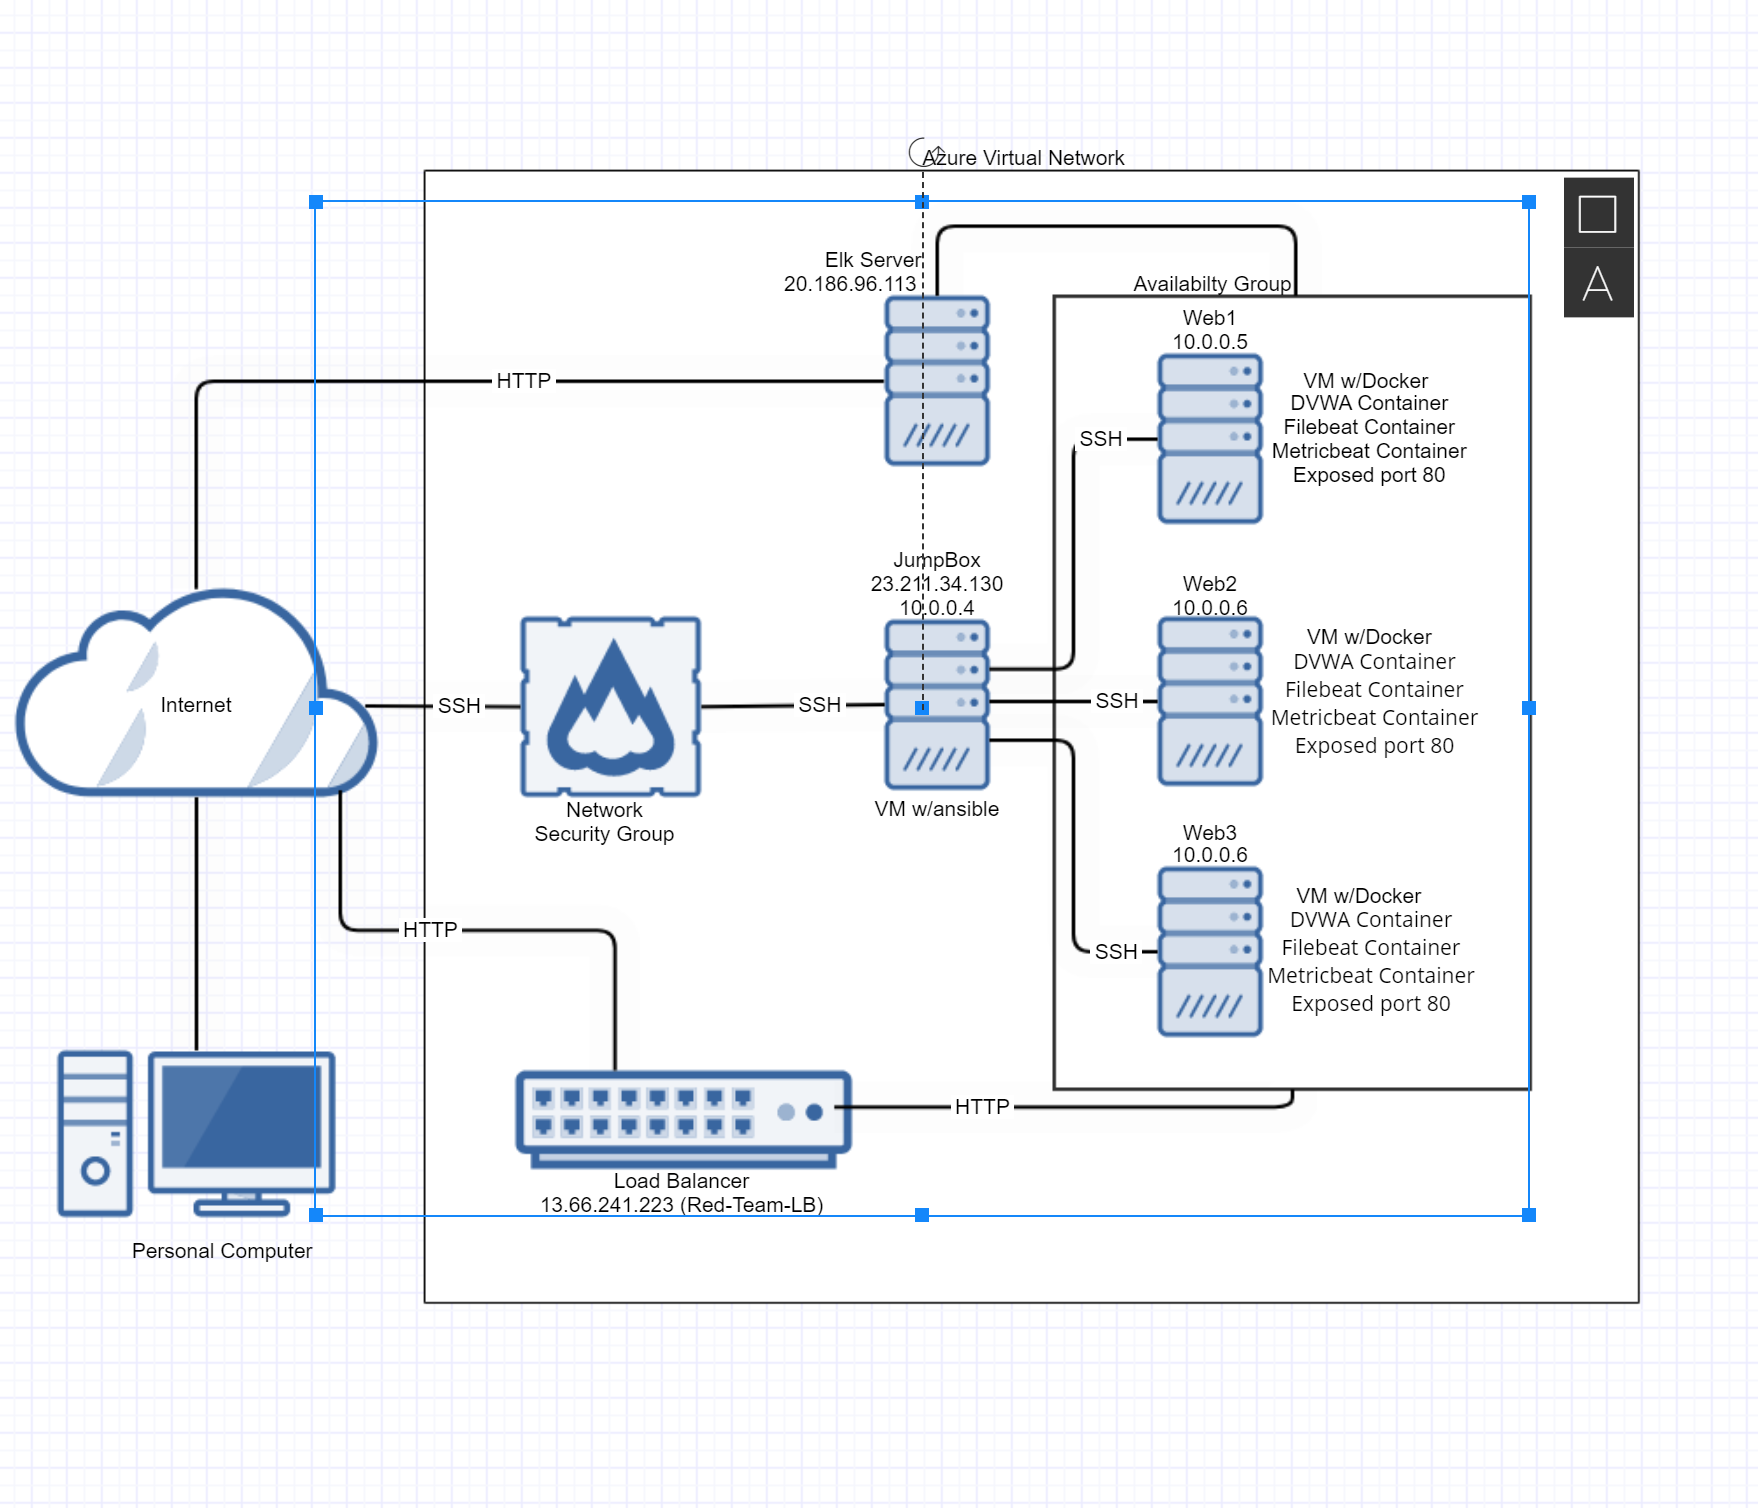 Azure Virtual Network
Elk Server
20.186.96.113
Availabilty Group
Web1
10.0.0.5
VM w/Docker
DVWA Container
Filebeat Container
Metricbeat Container
Exposed port 80
HTTP
SSH
JumpBox
23.211.34.130
10.0.0.4
Web2
10.0.0.6
VM w/Docker
DVWA Container
Filebeat Container
Metricbeat Container
Exposed port 80
Internet
SSH
SSH
SSH
Network
Security Group
VM w/ansible
Web3
10.0.0.6
VM w/Docker
DVWA Container
Filebeat Container
Metricbeat Container
Exposed port 80
HTTP
SSH
HTTP
Load Balancer
13.66.241.223 (Red-Team-LB)
Personal Computer
A